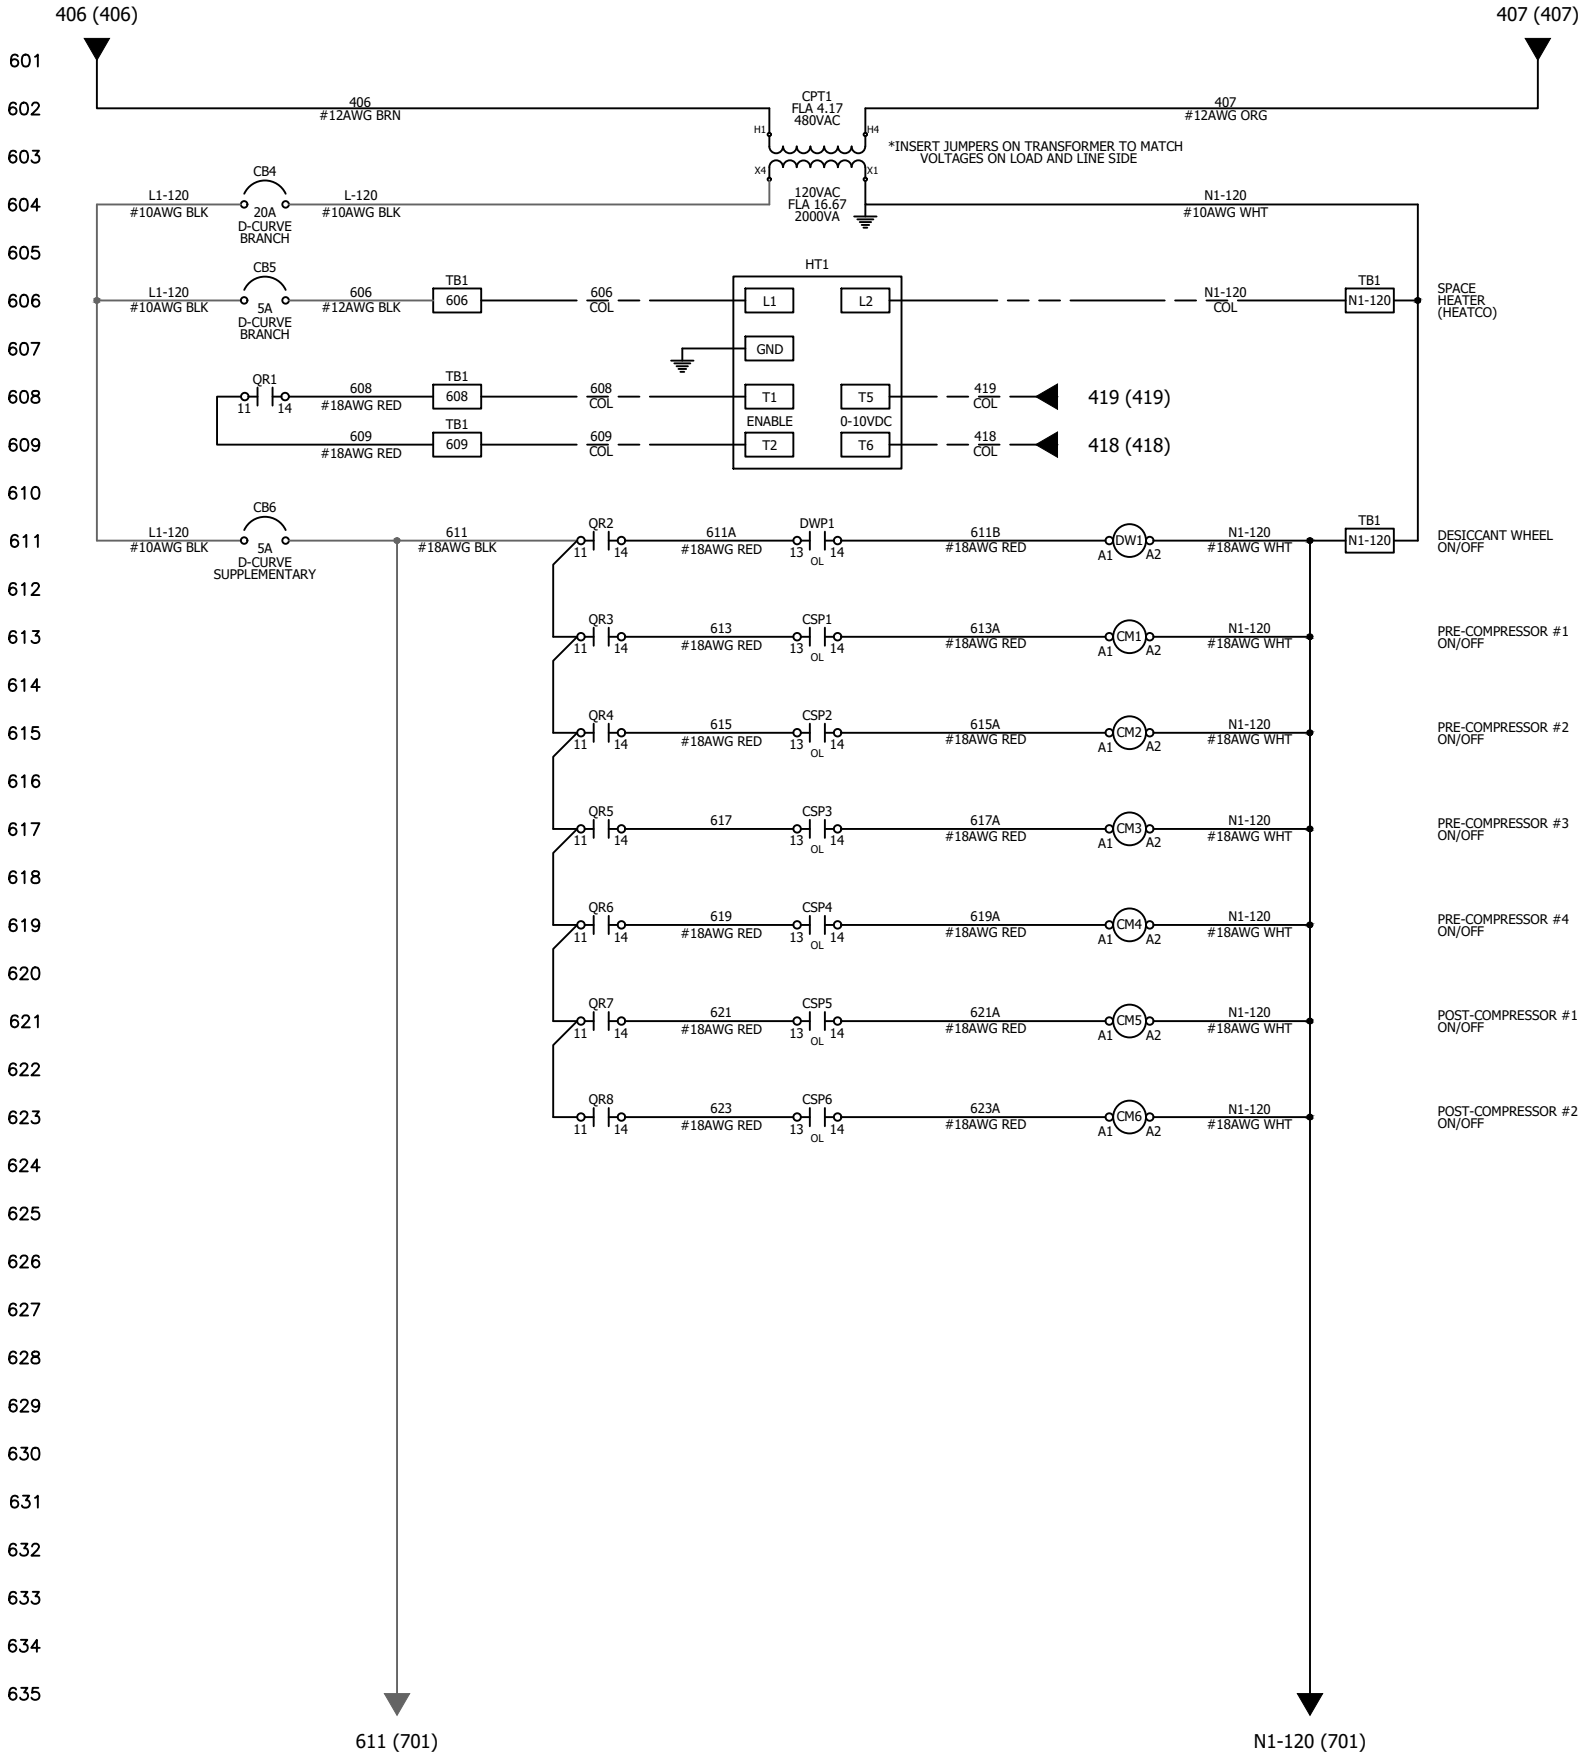 406 (406)
407 (407)
601
602
406
#12AWG BRN
CPT1
FLA 4.17
480VAC
407
#12AWG ORG
H1
H4
603
*INSERT JUMPERS ON TRANSFORMER TO MATCH
VOLTAGES ON LOAD AND LINE SIDE
X4
X1
604
L1-120
#10AWG BLK
CB4
20A
D-CURVE
BRANCH
L-120
#10AWG BLK
120VAC
FLA 16.67
2000VA
N1-120
#10AWG WHT
605
HT1
606
L1-120
#10AWG BLK
CB5
5A
D-CURVE
BRANCH
606
#12AWG BLK
TB1
606
606
COL
L1
L2
N1-120
COL
TB1
N1-120
SPACE
HEATER
(HEATCO)
607
GND
608
QR1
11
14
608
#18AWG RED
TB1
608
608
COL
T1
T5
419
COL
419 (419)
ENABLE
0-10VDC
609
609
#18AWG RED
TB1
609
609
COL
T2
T6
418
COL
418 (418)
610
611
L1-120
#10AWG BLK
CB6
5A
D-CURVE
SUPPLEMENTARY
611
#18AWG BLK
QR2
11
14
611A
#18AWG RED
DWP1
13
OL
14
611B
#18AWG RED
A1
DW1
A2
N1-120
#18AWG WHT
TB1
N1-120
DESICCANT WHEEL
ON/OFF
612
613
QR3
11
14
613
#18AWG RED
CSP1
13
OL
14
613A
#18AWG RED
A1
CM1
A2
N1-120
#18AWG WHT
PRE-COMPRESSOR #1
ON/OFF
614
615
QR4
11
14
615
#18AWG RED
CSP2
13
OL
14
615A
#18AWG RED
A1
CM2
A2
N1-120
#18AWG WHT
PRE-COMPRESSOR #2
ON/OFF
616
617
QR5
11
14
617
CSP3
13
OL
14
617A
#18AWG RED
A1
CM3
A2
N1-120
#18AWG WHT
PRE-COMPRESSOR #3
ON/OFF
618
619
QR6
11
14
619
#18AWG RED
CSP4
13
OL
14
619A
#18AWG RED
A1
CM4
A2
N1-120
#18AWG WHT
PRE-COMPRESSOR #4
ON/OFF
620
621
QR7
11
14
621
#18AWG RED
CSP5
13
OL
14
621A
#18AWG RED
A1
CM5
A2
N1-120
#18AWG WHT
POST-COMPRESSOR #1
ON/OFF
622
623
QR8
11
14
623
#18AWG RED
CSP6
13
OL
14
623A
#18AWG RED
A1
CM6
A2
N1-120
#18AWG WHT
POST-COMPRESSOR #2
ON/OFF
624
625
626
627
628
629
630
631
632
633
634
635
611 (701)
N1-120 (701)